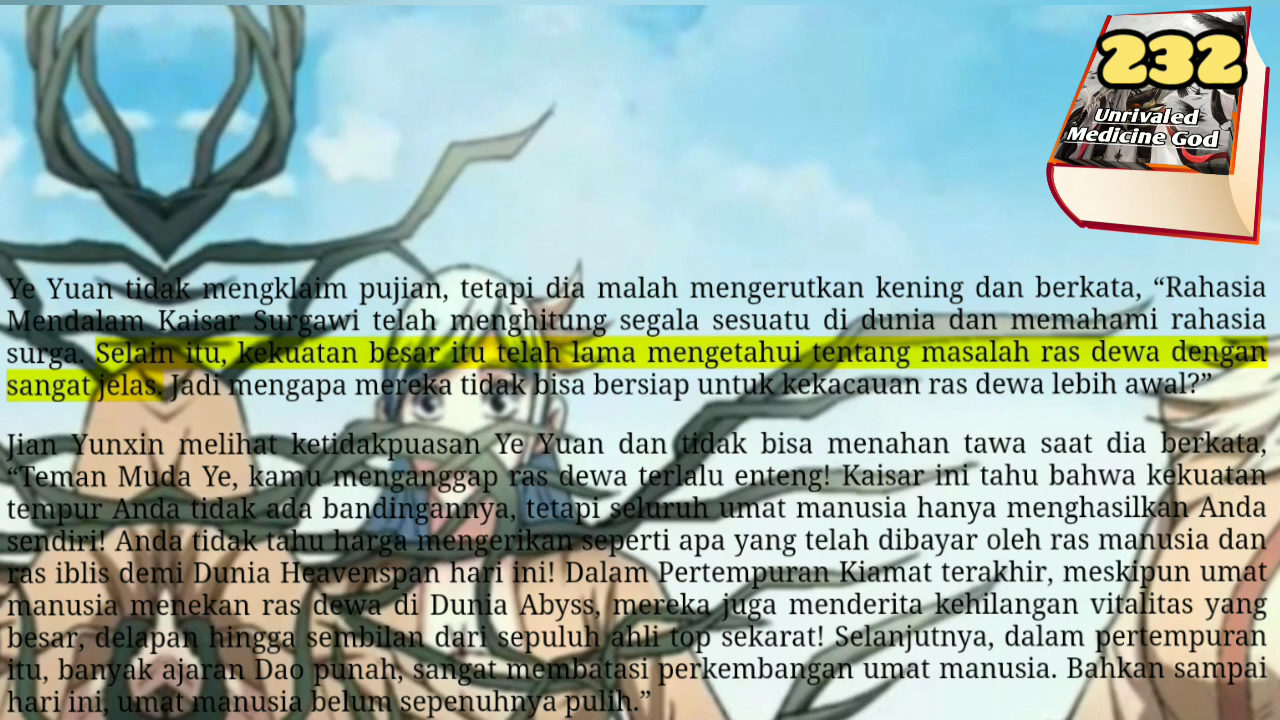 232
Unrivaled
Medicine God
Ye Yuan tidak mengklaim pujian, tetapi dia malah mengerutkan kening dan berkata, “Rahasia
Mendalam Kaisar Surgawi telah menghitung segala sesuatu di dunia dan memahami rahasia
surga. Selain itu, kekuatan besar itu telah lama mengetahui tentang masalah ras dewa dengan
sangat jelas. Jadi mengapa mereka tidak bisa bersiap untuk kekacauan ras dewa lebih awal?”
Jian Yunxin melihat ketidakpuasan Ye Yuan dan tidak bisa menahan tawa saat dia berkata,
“Teman Muda Ye, kamu menganggap ras dewa terlalu enteng! Kaisar ini tahu bahwa kekuatan
tempur Anda tidak ada bandingannya, tetapi seluruh umat manusia hanya menghasilkan Anda
sendiri! Anda tidak tahu harga mengerikan seperti apa yang telah dibayar oleh ras manusia dan
ras iblis demi Dunia Heavenspan hari ini! Dalam Pertempuran Kiamat terakhir, meskipun umat
manusia menekan ras dewa di Dunia Abyss, mereka juga menderita kehilangan vitalitas yang
besar, delapan hingga sembilan dari sepuluh ahli top sekarat! Selanjutnya, dalam pertempuran
itu, banyak ajaran Dao punah, sangat membatasi perkembangan umat manusia. Bahkan sampai
hari ini, umat manusia belum sepenuhnya pulih.”